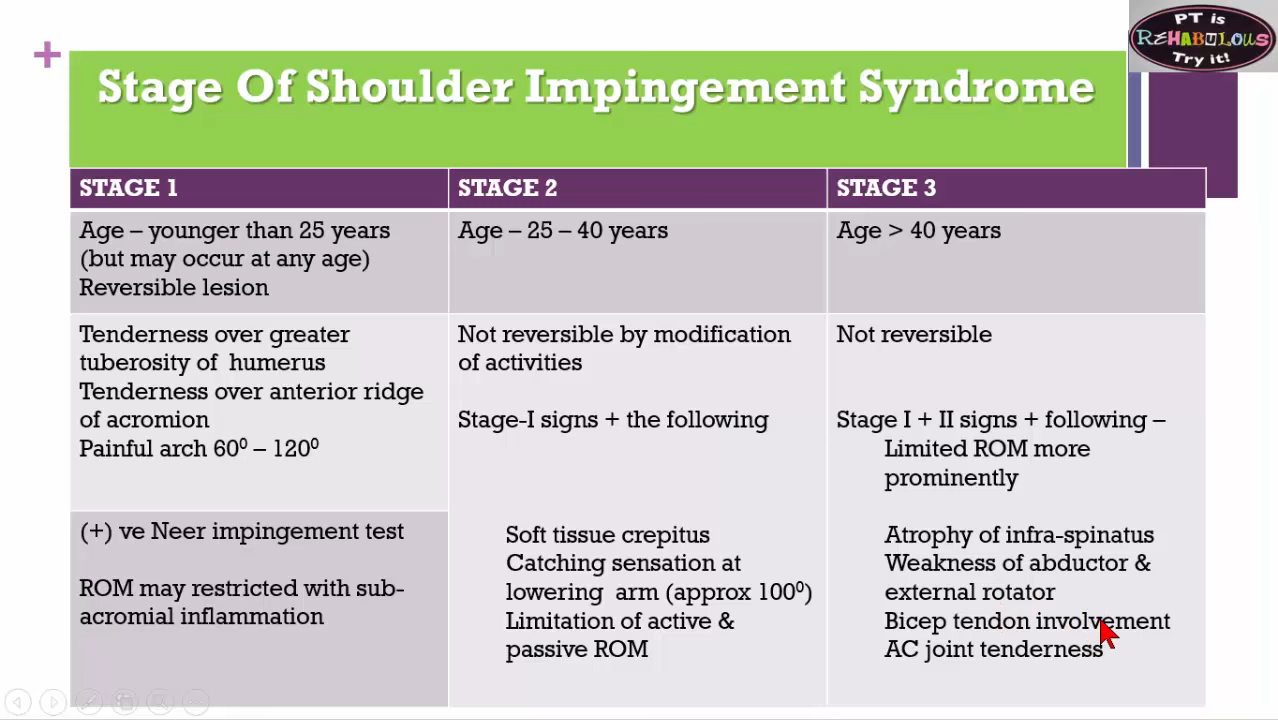 PT is
REHABULOUS
Try it!
+
Stage Of Shoulder Impingement Syndrome
STAGE 1
STAGE 2
STAGE 3
Age – younger than 25 years
(but may occur at any age)
Reversible lesion
Age – 25 – 40 years
Age > 40 years
Tenderness over greater
tuberosity of humerus
Tenderness over anterior ridge
of acromion
Painful arch 60⁰ – 120⁰
(+) ve Neer impingement test
ROM may restricted with sub-
acromial inflammation
Not reversible by modification
of activities
Stage-I signs + the following
Soft tissue crepitus
Catching sensation at
lowering arm (approx 100⁰)
Limitation of active &
passive ROM
Not reversible
Stage I + II signs + following –
Limited ROM more
prominently
Atrophy of infra-spinatus
Weakness of abductor &
external rotator
Bicep tendon involvement
AC joint tenderness